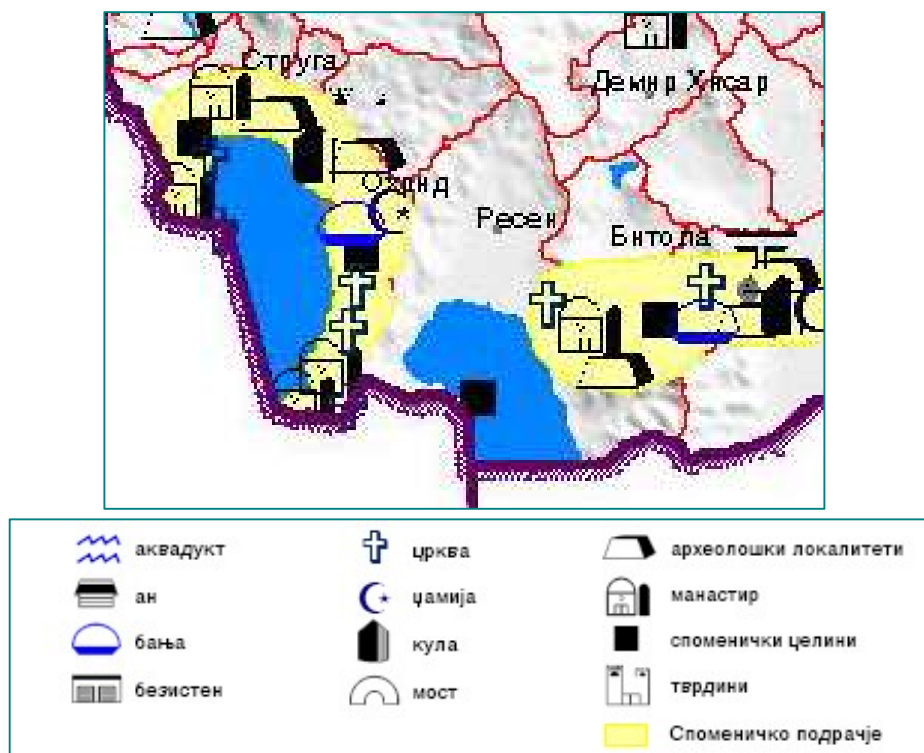 Струга
Демир Хисар
Охрид
Ресен
Битола
аквадукт
црква
археолошки локалитети
ан
џамија
манастир
бања
кула
споменички целини
безистен
мост
тврдини
Споменичко подрачје